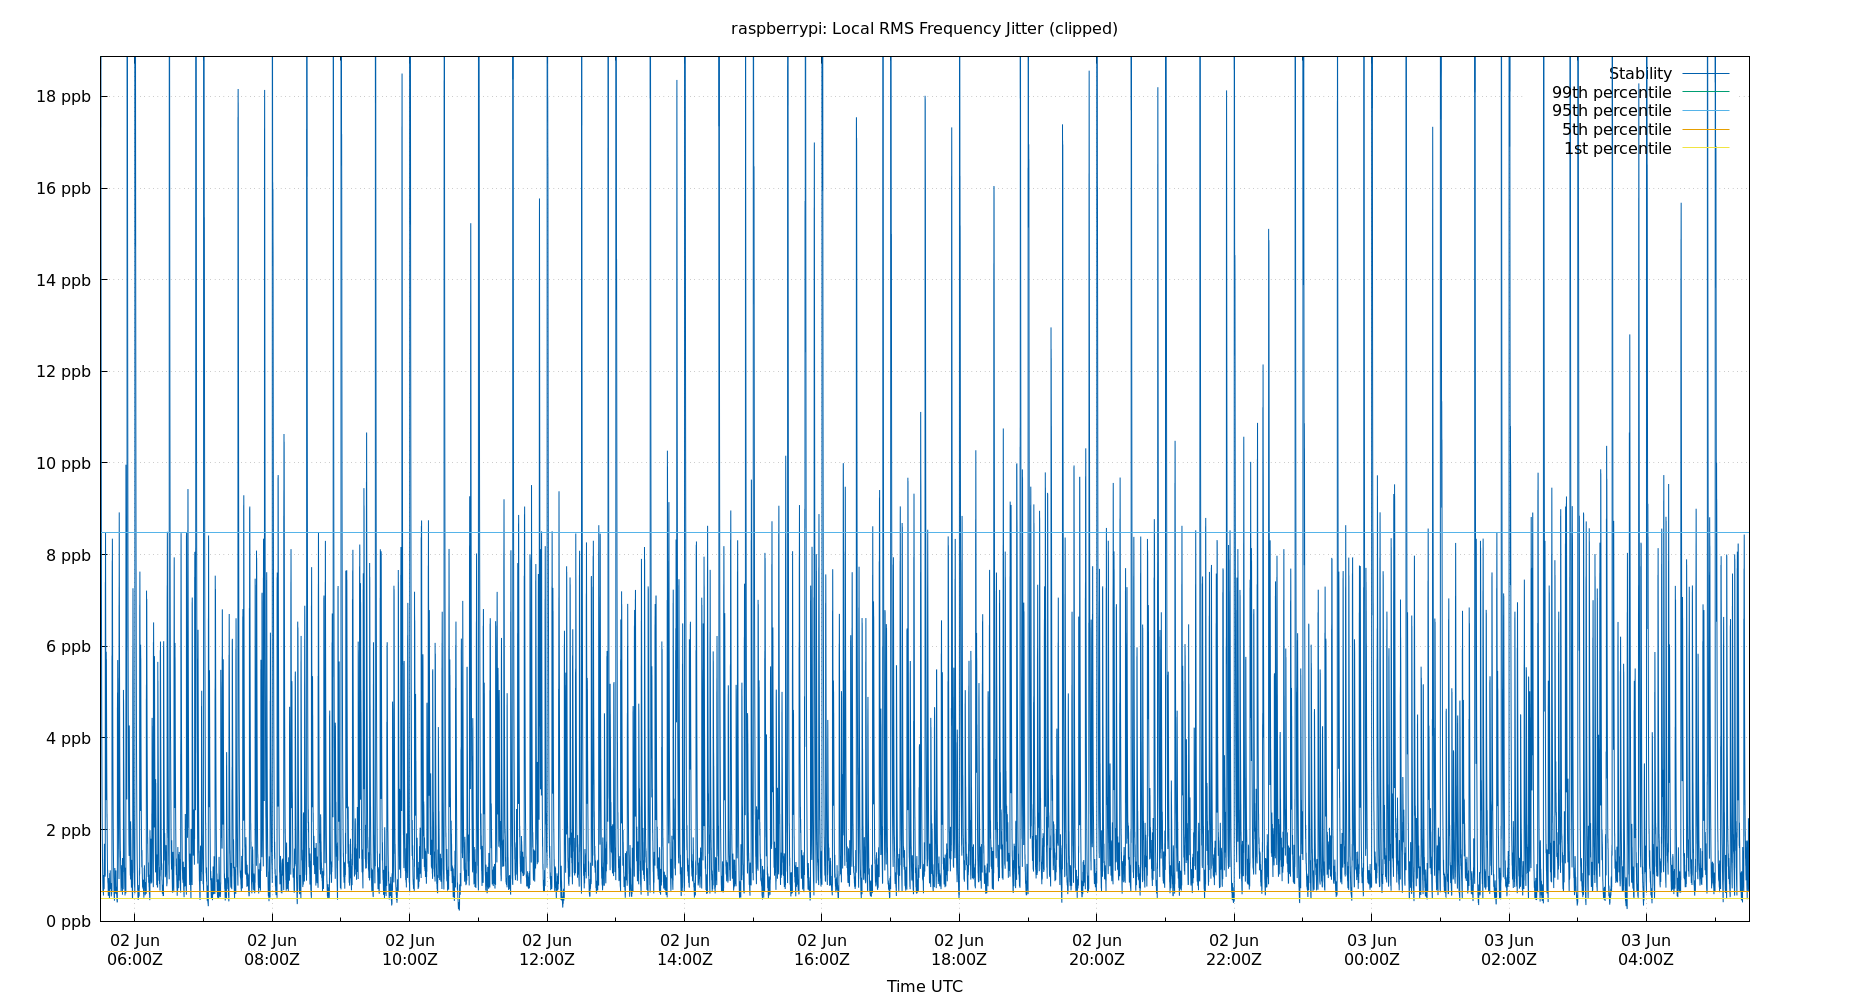 raspberrypi: Local RMS Frequency Jitter (clipped)
Stability
99th percentile
95th percentile
5th percentile
1st percentile
18 ppb
16 ppb
14 ppb
12 ppb
10 ppb
8 ppb
6 ppb
4 ppb
2 ppb
0 ppb
02 Jun 02 Jun 02 Jun 02 Jun 02 Jun 02 Jun 02 Jun 02 Jun 02 Jun 03 Jun 03 Jun 03 Jun
06:00Z 08:00Z 10:00Z 12:00Z 14:00Z 16:00Z 18:00Z 20:00Z 22:00Z 00:00Z 02:00Z 04:00Z
Time UTC